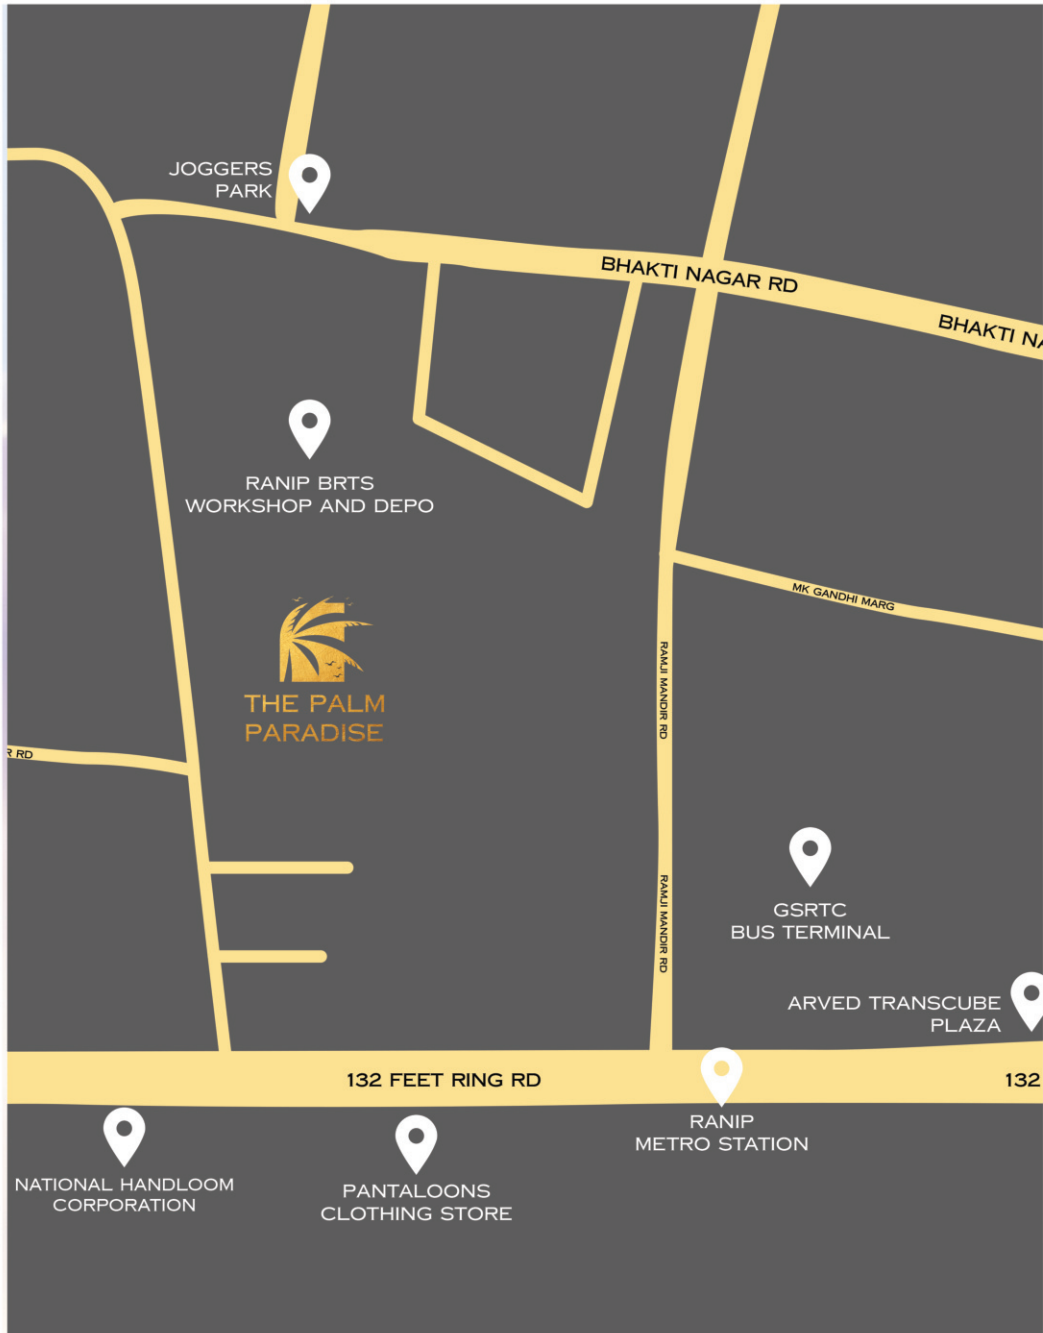 JOGGERS
PARK
BHAKTI NAGAR RD
BHAKTI NA
RANIP BRTS
WORKSHOP AND DEPO
MK GANDHI MARG
THE PALM
PARADISE
RAMJI MANDIR RD
R RD
RAMJI MANDIR RD
GSRTC
BUS TERMINAL
ARVED TRANSCUBE
PLAZA
132 FEET RING RD
132
RANIP
METRO STATION
NATIONAL HANDLOOM
CORPORATION
PANTALOONS
CLOTHING STORE